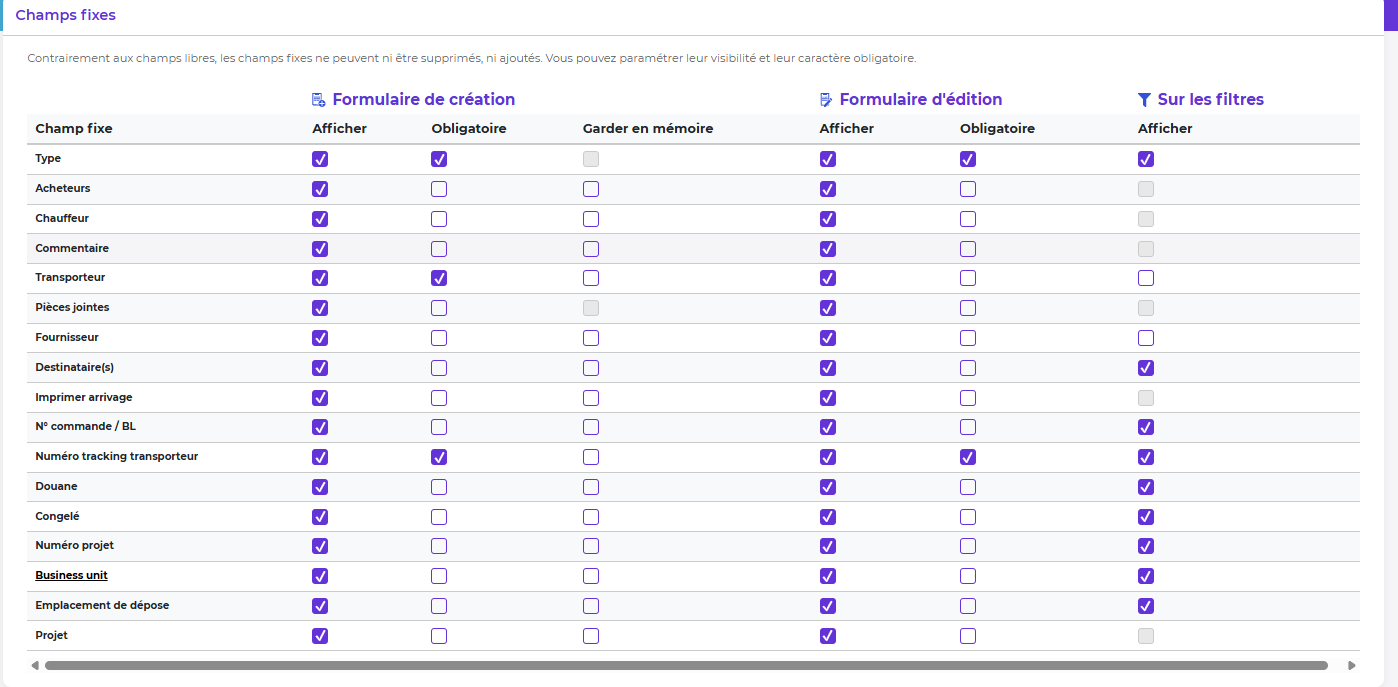 Champs fixes
Contrairement aux champs libres, les champs fixes ne peuvent ni être supprimés, ni ajoutés. Vous pouvez paramétrer leur visibilité et leur caractère obligatoire.
Formulaire de création Formulaire d'édition Sur les filtres
Champ fixe Afficher Obligatoire Garder en mémoire Afficher Obligatoire Afficher
Type
Acheteurs
Chauffeur
Commentaire
Transporteur
Pièces jointes
Fournisseur
Destinataire(s)
Imprimer arrivage
N° commande / BL
Numéro tracking transporteur
Douane
Congelé
Numéro projet
Business unit
Emplacement de dépose
Projet